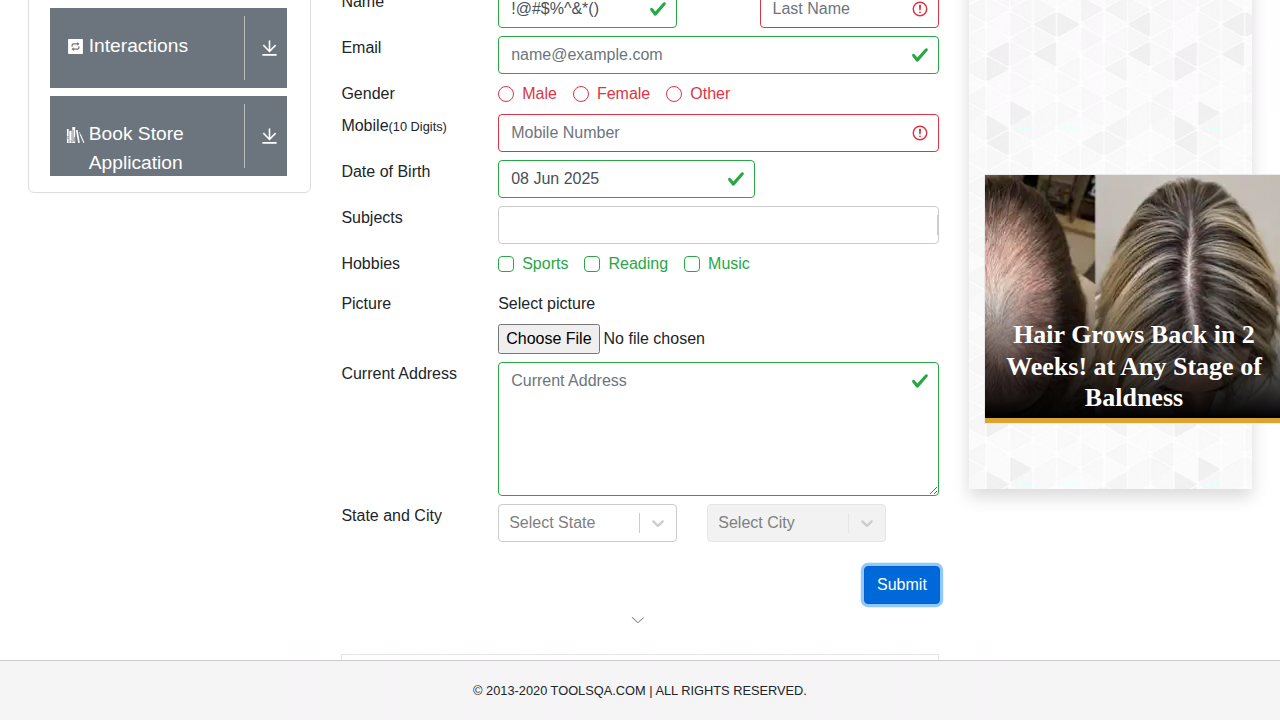 Name
!@#$%^&*()
Last Name
Interactions
Email
name@example.com
Gender
Male
Female
Other
Book Store
Application
Mobile(10 Digits)
Mobile Number
Date of Birth
08 Jun 2025
Subjects
Hobbies
Sports
Reading
Music
Picture
Select picture
Choose File
No file chosen
Current Address
Current Address
State and City
Select State
Select City
Submit
Hair Grows Back in 2
Weeks! at Any Stage of
Baldness
© 2013-2020 TOOLSQA.COM | ALL RIGHTS RESERVED.